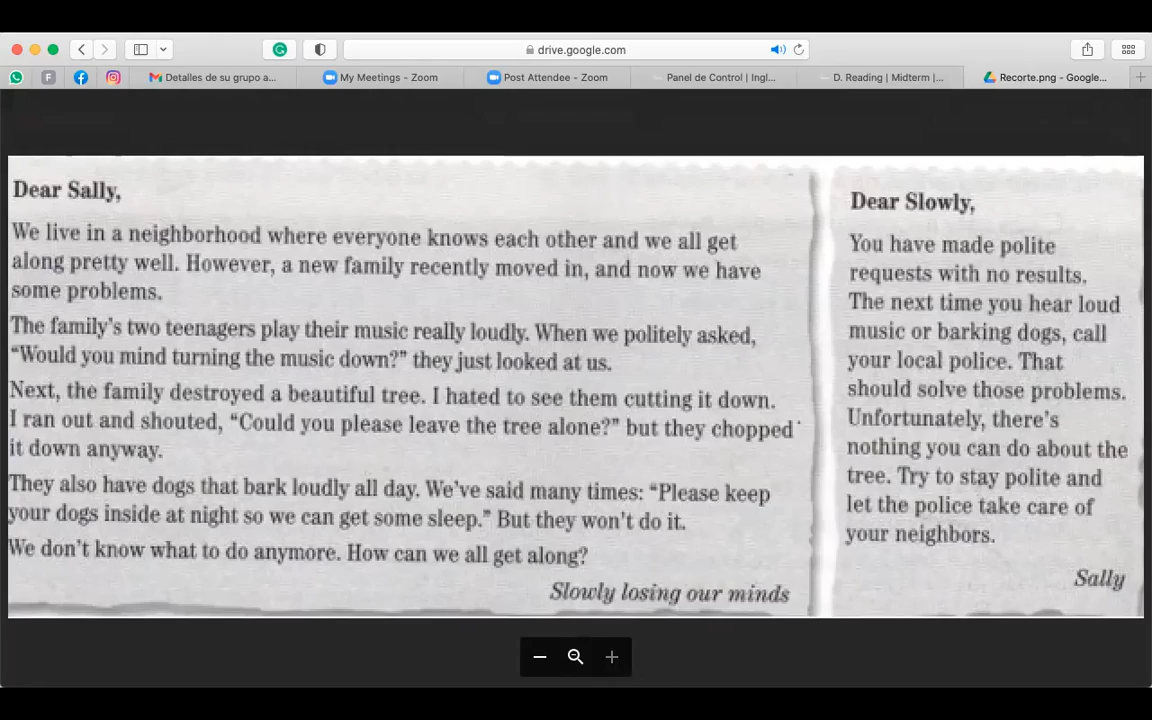 drive.google.com
F
Detalles de su grupo a...
My Meetings - Zoom
Post Attendee - Zoom
Panel de Control | Ingl...
D. Reading | Midterm |...
Recorte.png - Google...
Dear Sally,
We live in a neighborhood where everyone knows each other and we all get
along pretty well. However, a new family recently moved in, and now we have
some problems.
The family's two teenagers play their music really loudly. When we politely asked,
"Would you mind turning the music down?" they just looked at us.
Next, the family destroyed a beautiful tree. I hated to see them cutting it down.
I ran out and shouted, "Could you please leave the tree alone?" but they chopped
it down anyway.
They also have dogs that bark loudly all day. We've said many times: "Please keep
your dogs inside at night so we can get some sleep." But they won't do it.
We don't know what to do anymore. How can we all get along?
Slowly losing our minds
Dear Slowly,
You have made polite
requests with no results.
The next time you hear loud
music or barking dogs, call
your local police. That
should solve those problems.
Unfortunately, there's
nothing you can do about the
tree. Try to stay polite and
let the police take care of
your neighbors.
Sally